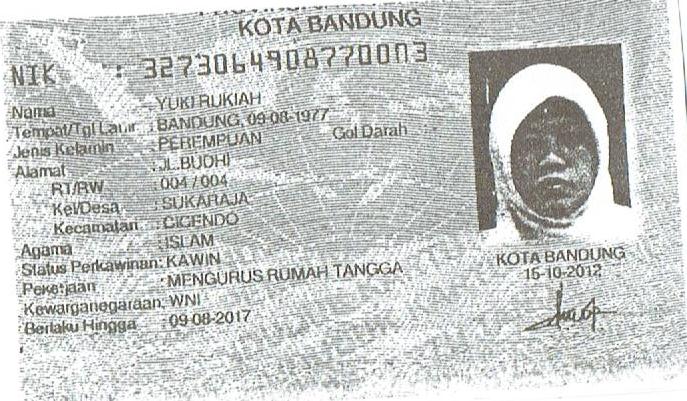 KOTA BANDUNG
NIK : 3273064908770003
Nama : YUKI RUKIAH
Tempat/Tgl Lahir : BANDUNG, 09-08-1977
Jenis Kelamin : PEREMPUAN Gol Darah :
Alamat : JL.BUDHI
RT/RW : 004 / 004
Kel/Desa : SUKARAJA
Kecamatan : CICENDO
Agama : ISLAM
Status Perkawinan: KAWIN
Pekerjaan : MENGURUS RUMAH TANGGA
Kewarganegaraan: WNI
Berlaku Hingga : 09-08-2017
KOTA BANDUNG
15-10-2012